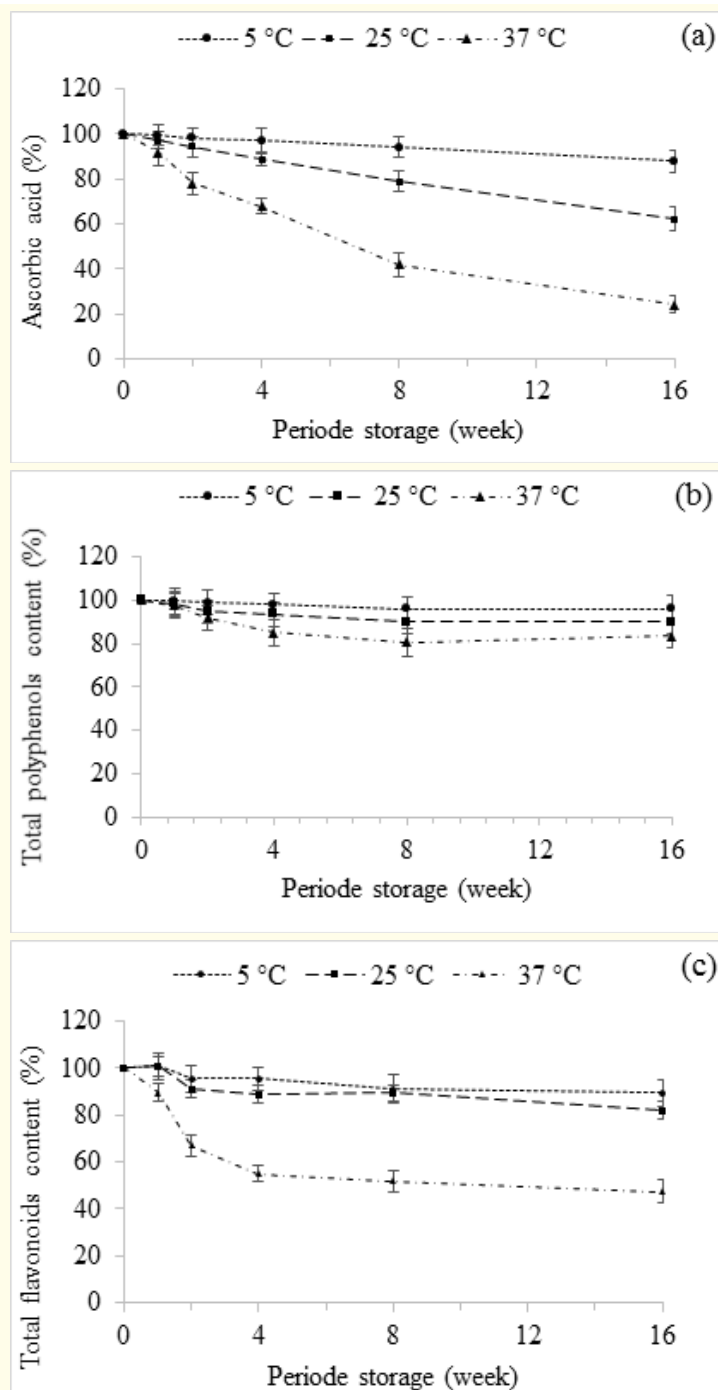 5 °C 25 °C 37 °C (a)
120
100
80
60
40
20
0
Ascorbic acid (%)
0 4 8 12 16
Periode storage (week)
5 °C 25 °C 37 °C (b)
120
100
80
60
40
20
0
Total polyphenols content (%)
0 4 8 12 16
Periode storage (week)
5 °C 25 °C 37 °C (c)
120
100
80
60
40
20
0
Total flavonoids content (%)
0 4 8 12 16
Periode storage (week)